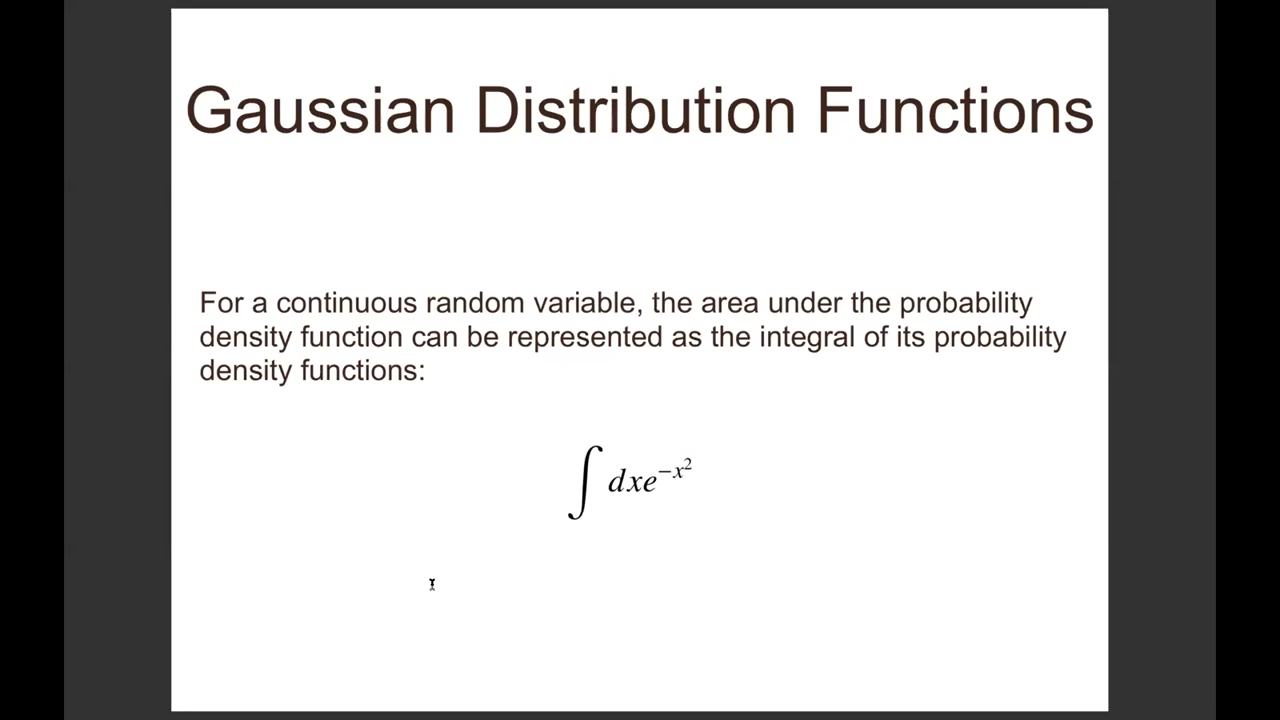 Gaussian Distribution Functions
For a continuous random variable, the area under the probability
density function can be represented as the integral of its probability
density functions:
∫ dxe^{−x^2}